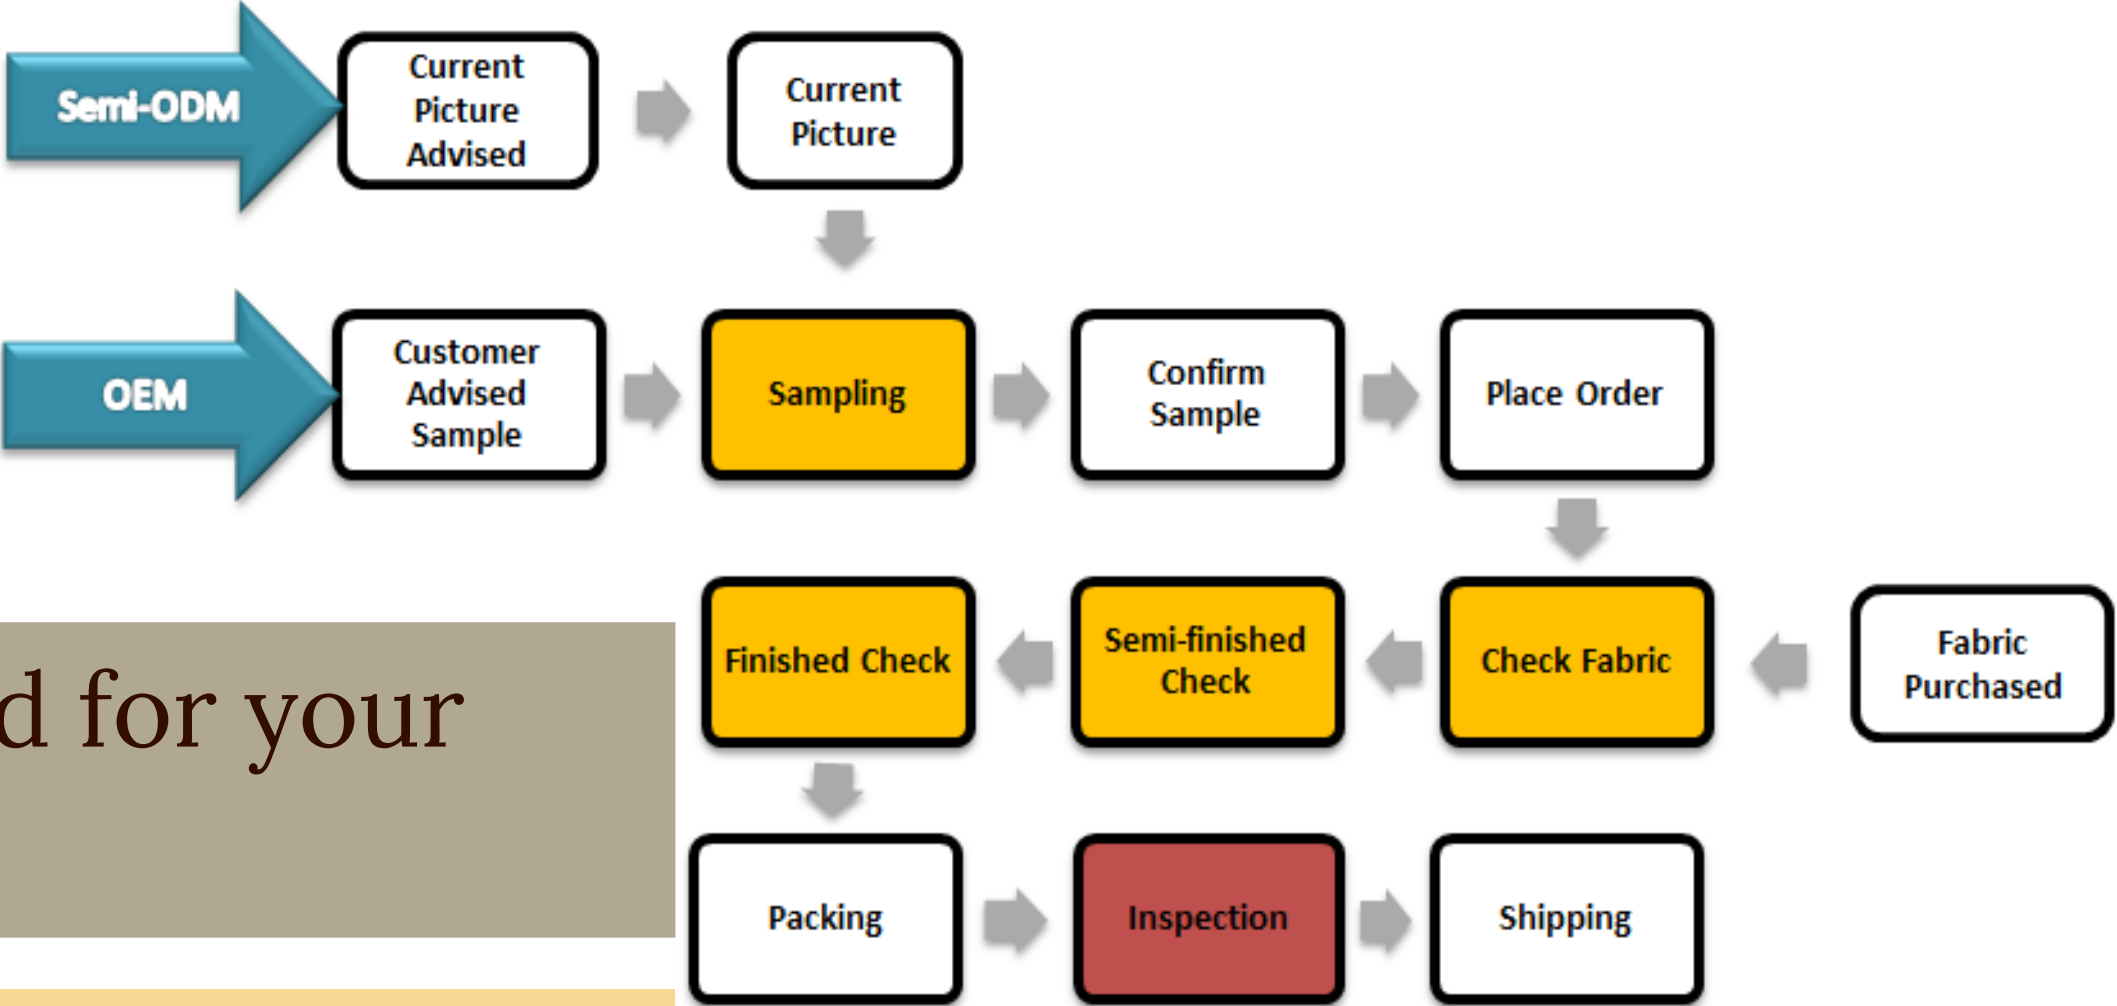 Semi-ODM
Current
Picture
Advised
Current
Picture
OEM
Customer
Advised
Sample
Sampling
Confirm
Sample
Place Order
Finished Check
Semi-finished
Check
Check Fabric
Fabric
Purchased
d for your
Packing
Inspection
Shipping